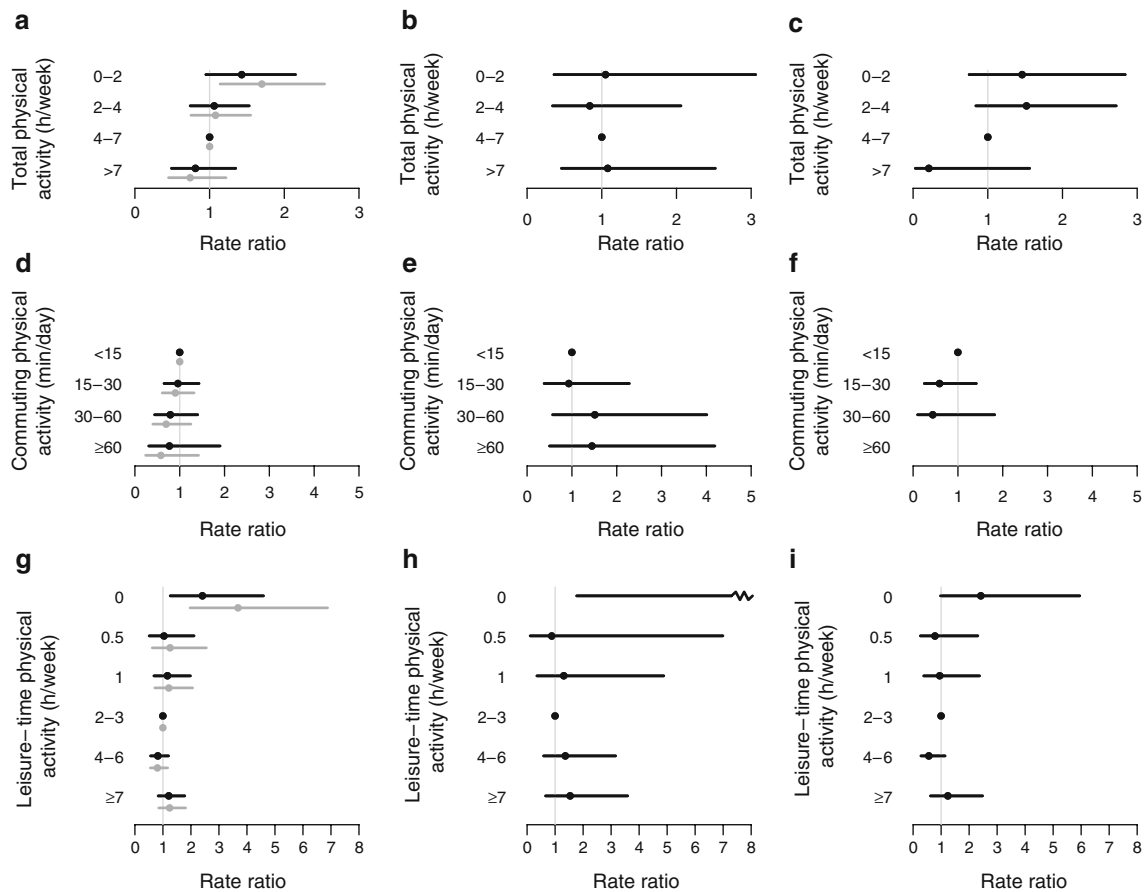 a
Total physical
activity (h/week)
0–2
2–4
4–7
>7
0 1 2 3
Rate ratio
b
Total physical
activity (h/week)
0–2
2–4
4–7
>7
0 1 2 3
Rate ratio
c
Total physical
activity (h/week)
0–2
2–4
4–7
>7
0 1 2 3
Rate ratio
d
Commuting physical
activity (min/day)
<15
15–30
30–60
≥60
0 1 2 3 4 5
Rate ratio
e
Commuting physical
activity (min/day)
<15
15–30
30–60
≥60
0 1 2 3 4 5
Rate ratio
f
Commuting physical
activity (min/day)
<15
15–30
30–60
≥60
0 1 2 3 4 5
Rate ratio
g
Leisure–time physical
activity (h/week)
0
0.5
1
2–3
4–6
≥7
0 1 2 3 4 5 6 7 8
Rate ratio
h
Leisure–time physical
activity (h/week)
0
0.5
1
2–3
4–6
≥7
0 1 2 3 4 5 6 7 8
Rate ratio
i
Leisure–time physical
activity (h/week)
0
0.5
1
2–3
4–6
≥7
0 1 2 3 4 5 6 7 8
Rate ratio